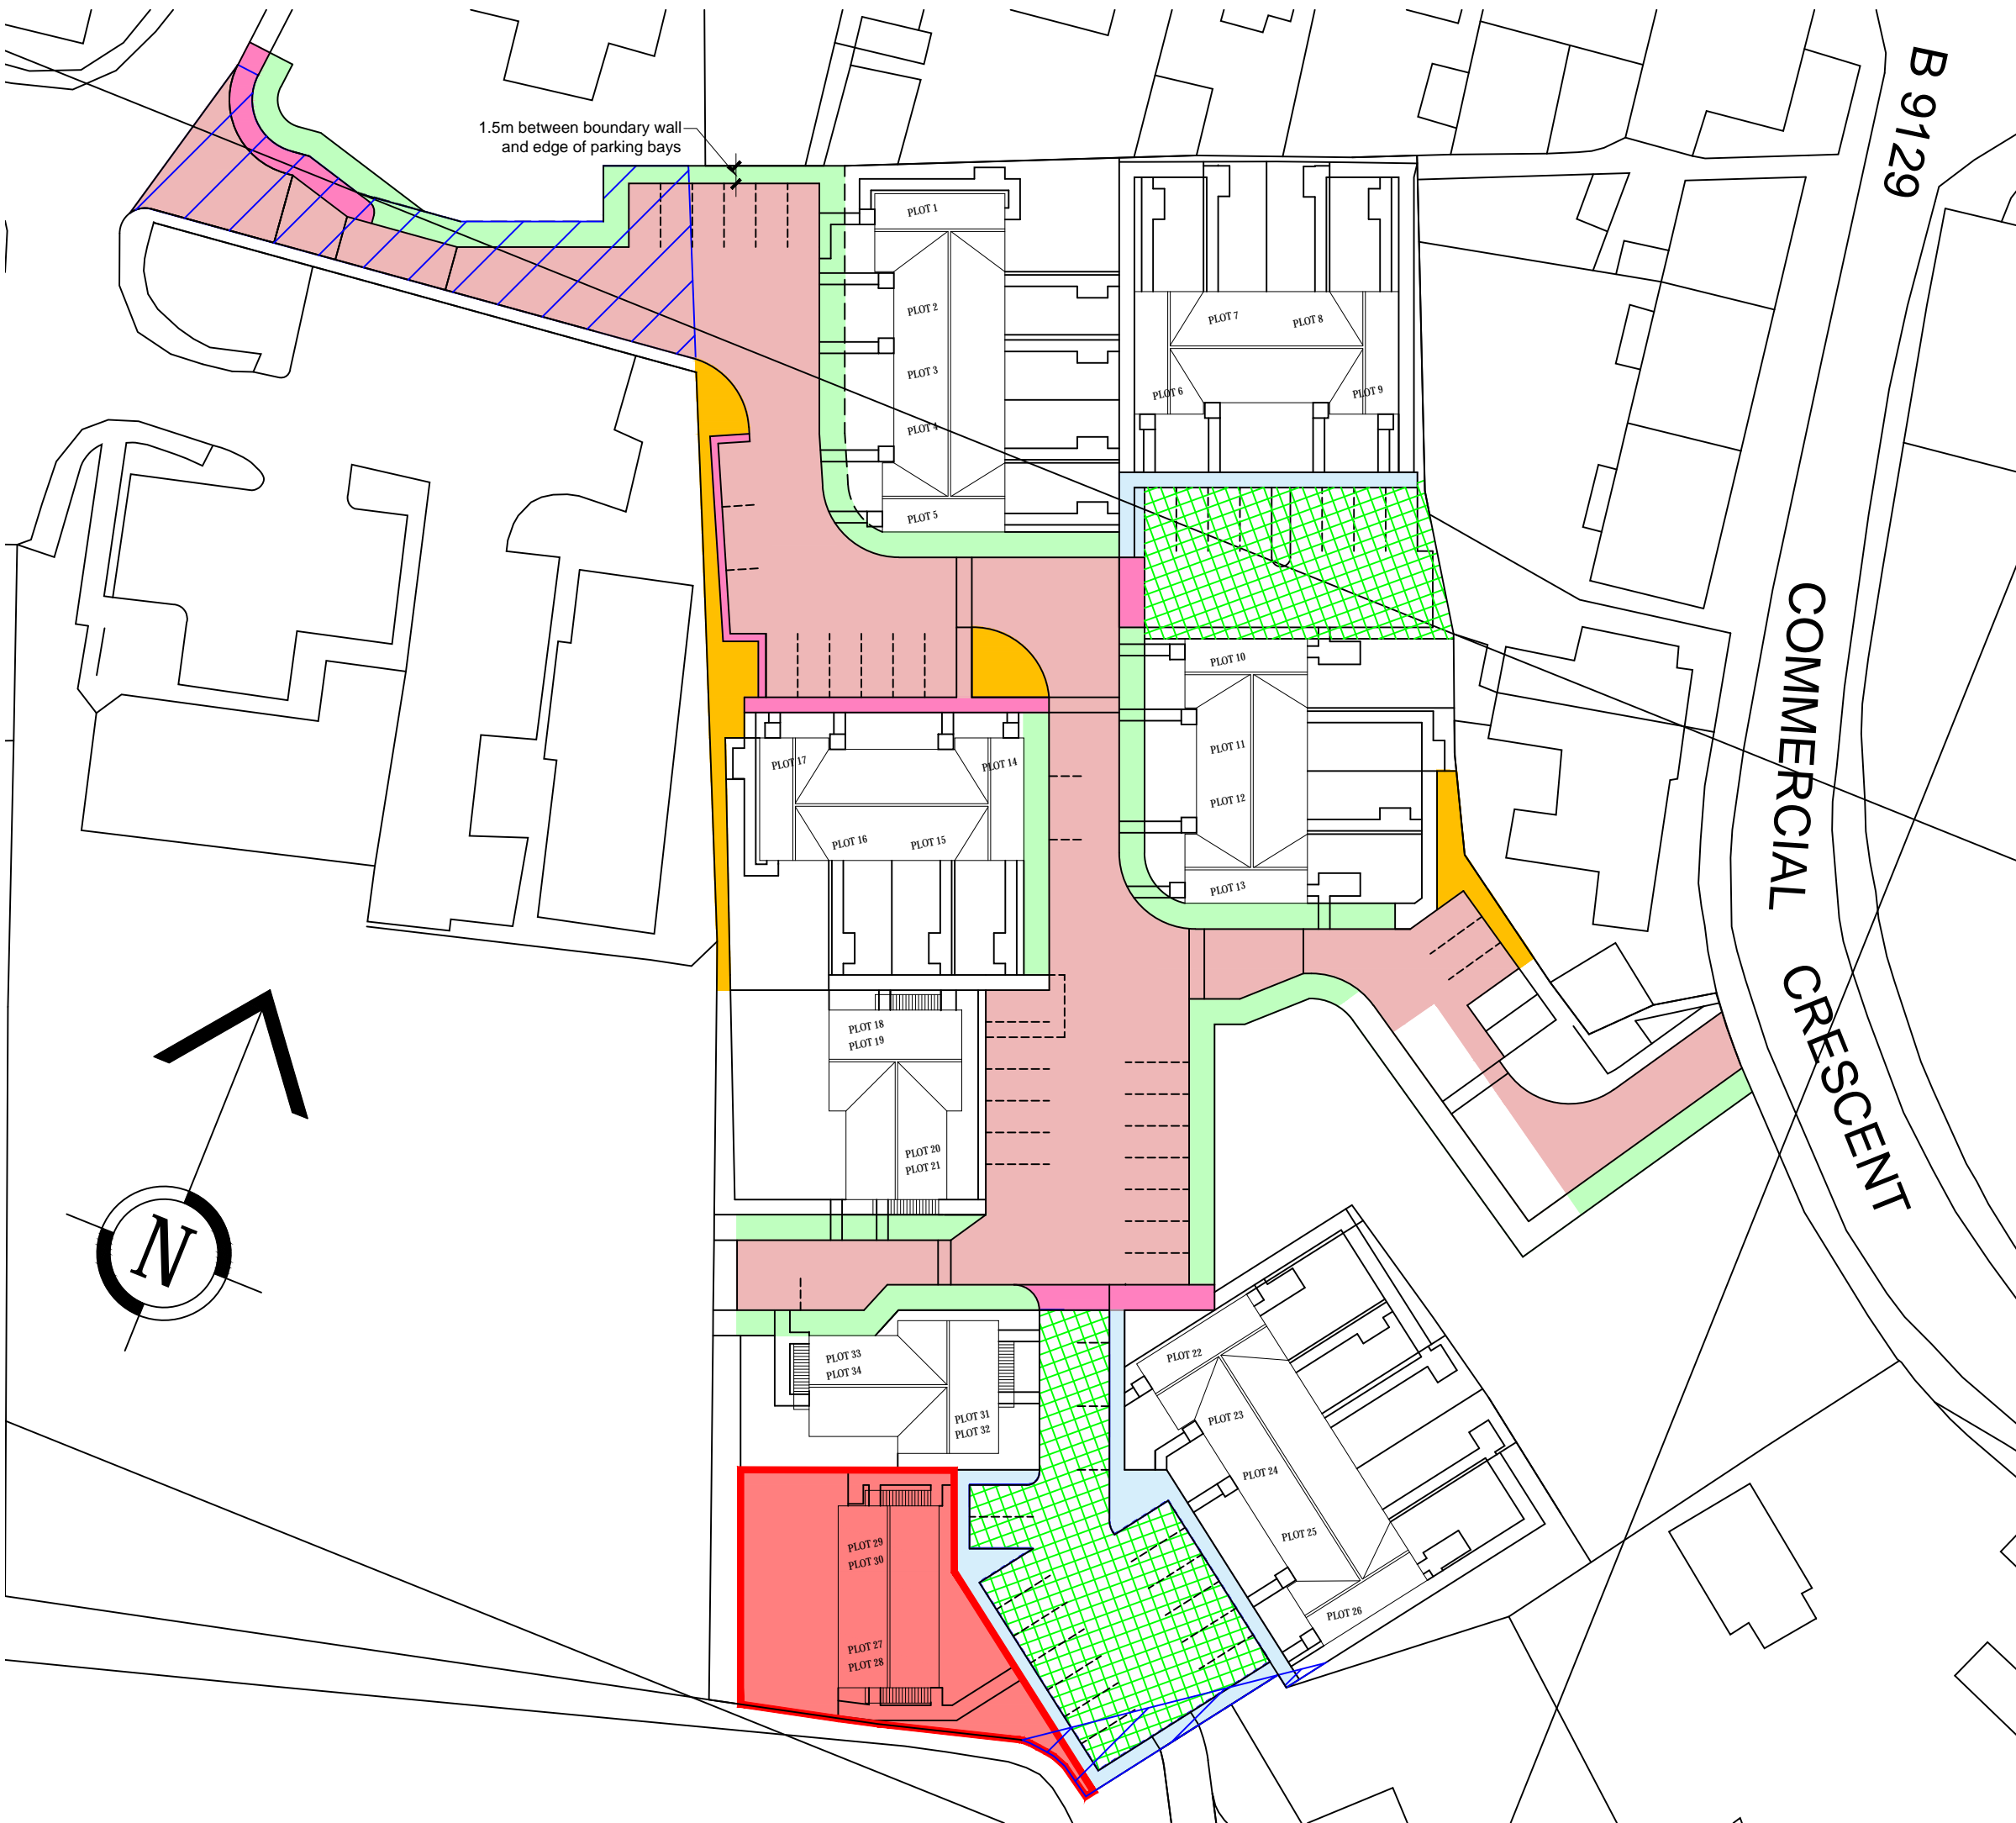 1.5m between boundary wall
and edge of parking bays
B 9129
PLOT 1
PLOT 2
PLOT 3
PLOT 4
PLOT 5
PLOT 7
PLOT 8
PLOT 6
PLOT 9
COMMERCIAL CRESCENT
PLOT 10
PLOT 11
PLOT 12
PLOT 13
PLOT 17
PLOT 14
PLOT 16
PLOT 15
PLOT 18
PLOT 19
PLOT 20
PLOT 21
N
PLOT 22
PLOT 23
PLOT 24
PLOT 25
PLOT 26
PLOT 33
PLOT 34
PLOT 31
PLOT 32
PLOT 29
PLOT 30
PLOT 27
PLOT 28